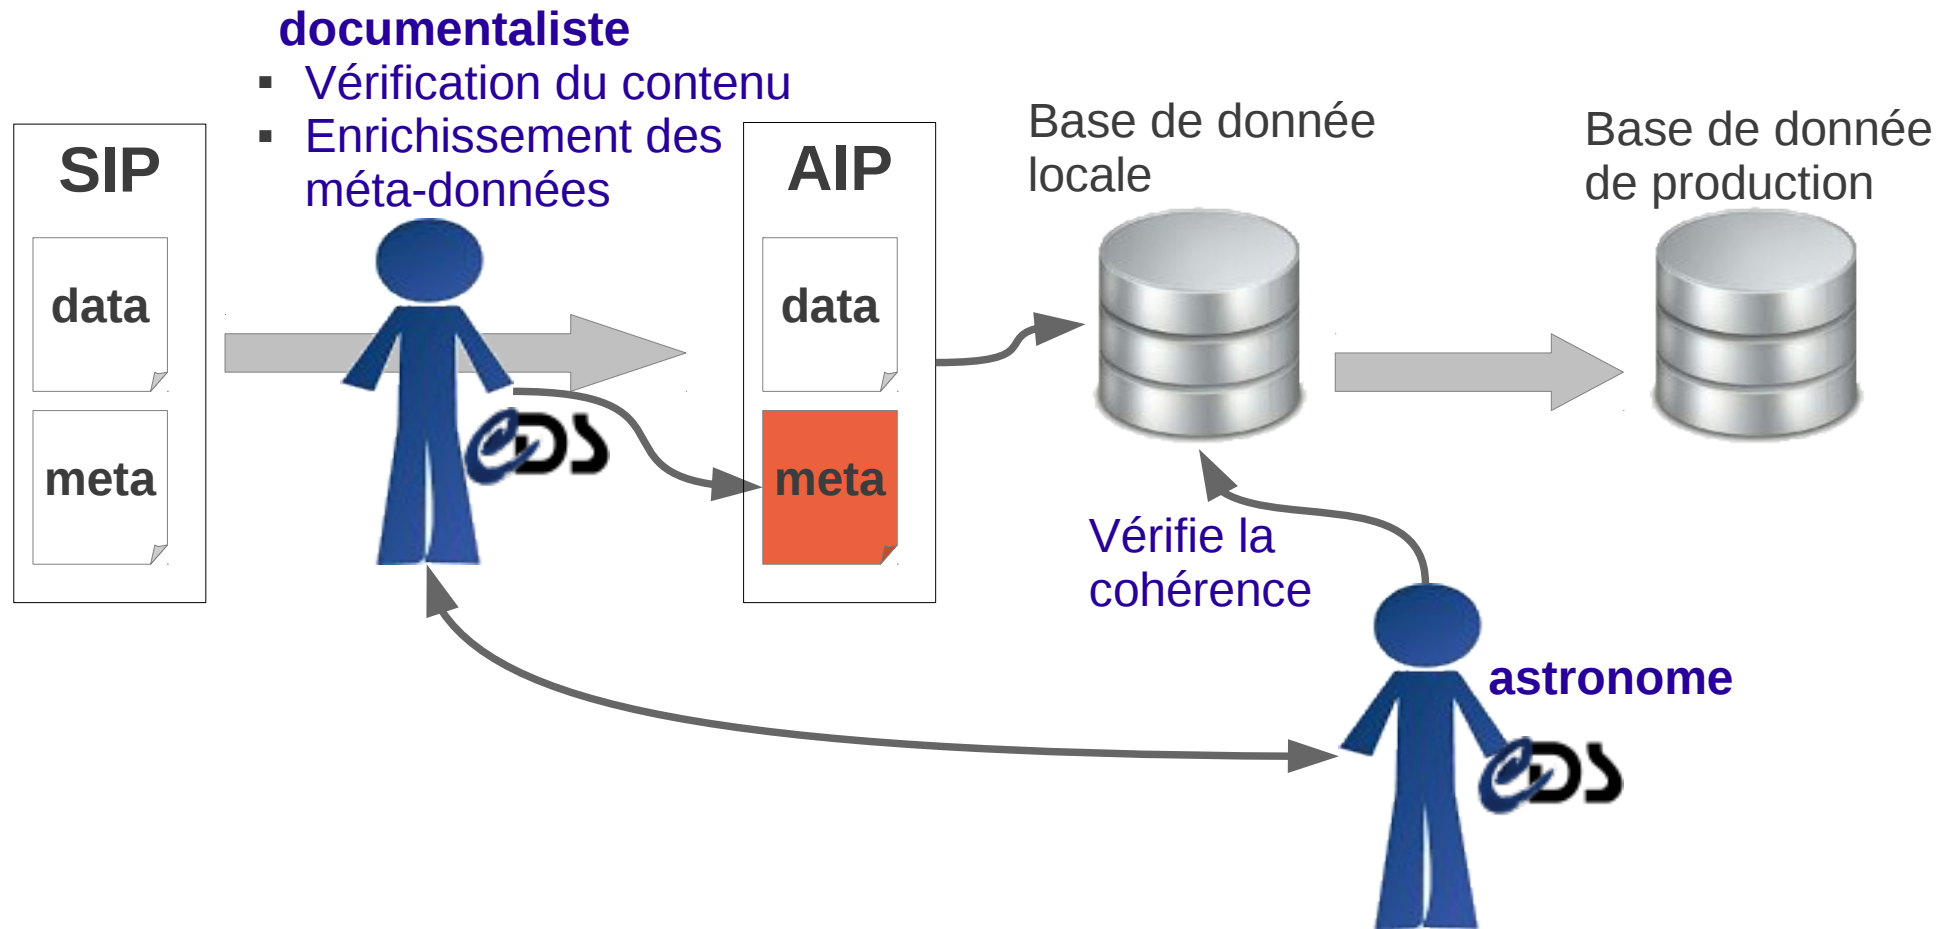 documentaliste
▪ Vérification du contenu
▪ Enrichissement des
méta-données
SIP
data
meta
CDS
AIP
data
meta
Base de donnée
locale
Base de donnée
de production
Vérifie la
cohérence
astronome
CDS